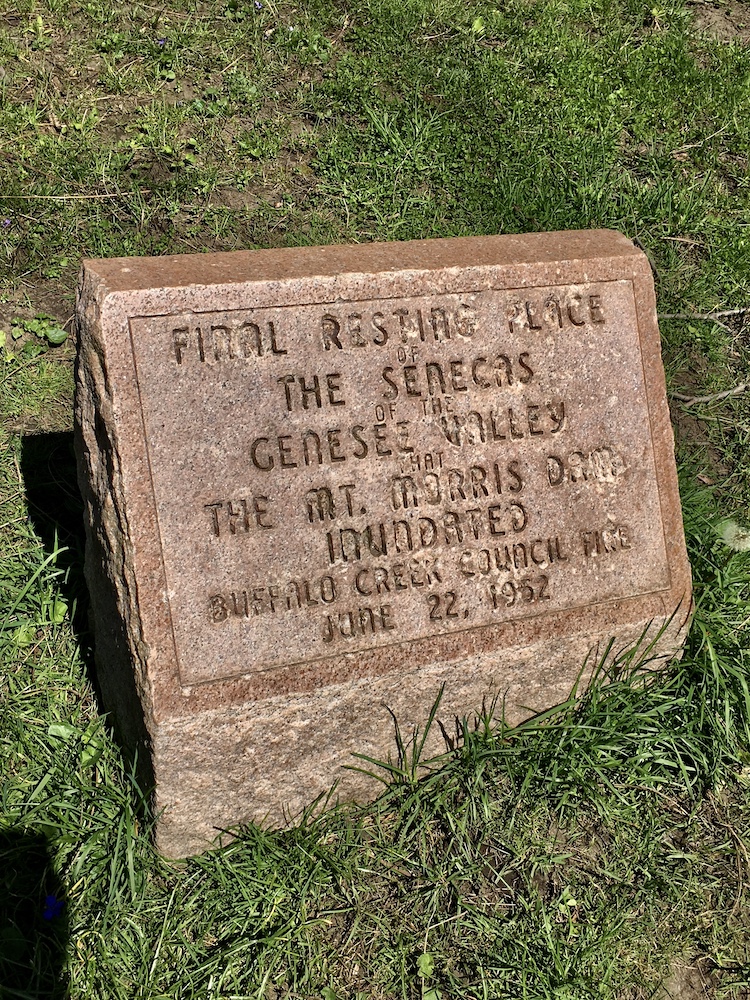 FINAL RESTING PLACE
OF
THE SENECAS
OF THE
GENESEE VALLEY
THAT
THE MT. MORRIS DAM
INUNDATED
BUFFALO CREEK COUNCIL FIRE
JUNE 22, 1952